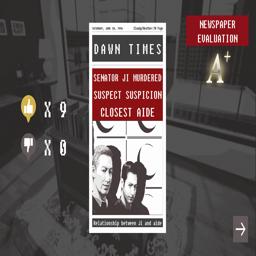 DAWN TIMES
SENATOR JI MURDERED
SUSPECT SUSPICION
CLOSEST AIDE
Relationship between JI and aide
X 9
X 0
NEWSPAPER
EVALUATION
A+